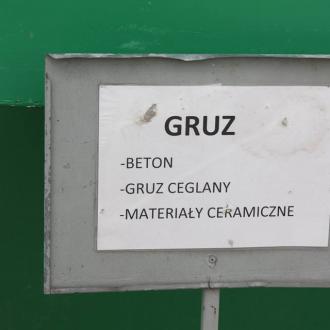 GRUZ
-BETON
-GRUZ CEGLANY
-MATERIAŁY CERAMICZNE